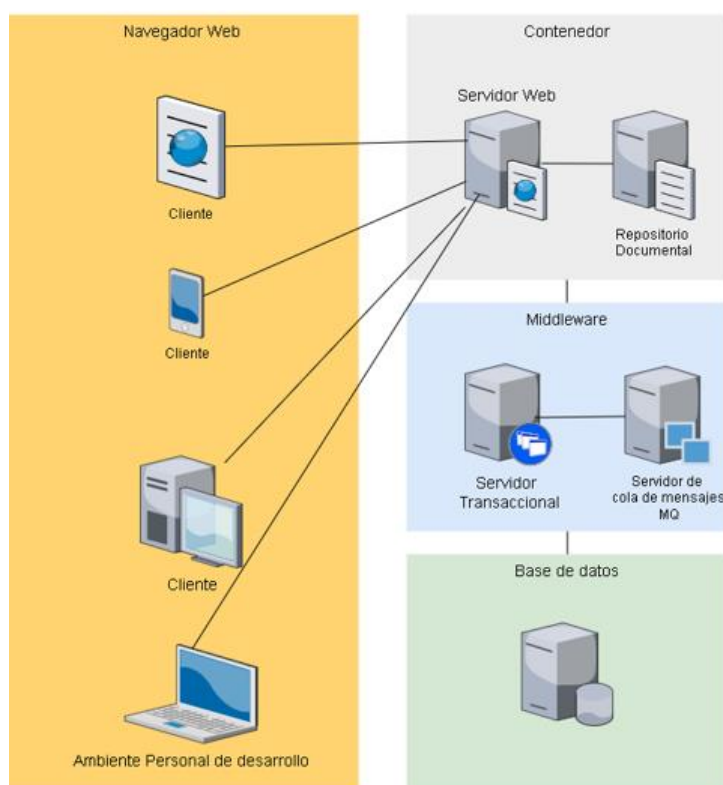 Navegador Web
Cliente
Cliente
Cliente
Ambiente Personal de desarrollo
Contenedor
Servidor Web
Repositorio
Documental
Middleware
Servidor
Transaccional
Servidor de
cola de mensajes
MQ
Base de datos